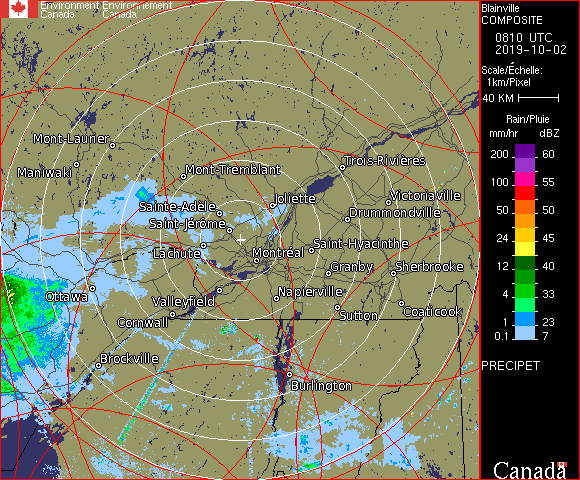 Environment Environnement
Canada Canada
Blainville
COMPOSITE
0810 UTC
2019-10-02
Scale/Échelle:
1km/Pixel
40 KM
Rain/Pluie
mm/hr dBZ
200 60
100 55
50 50
24 45
12 40
4 33
1 23
0.1 7
PRECIPET
Canada
Mont-Laurier
Maniwaki
Mont-Tremblant
Trois-Rivières
Sainte-Adèle
Joliette
Victoriaville
Saint-Jérôme
Drummondville
Lachute
Montréal
Saint-Hyacinthe
Granby
Sherbrooke
Ottawa
Valleyfield
Napierville
Cornwall
Sutton
Coaticook
Brockville
Burlington